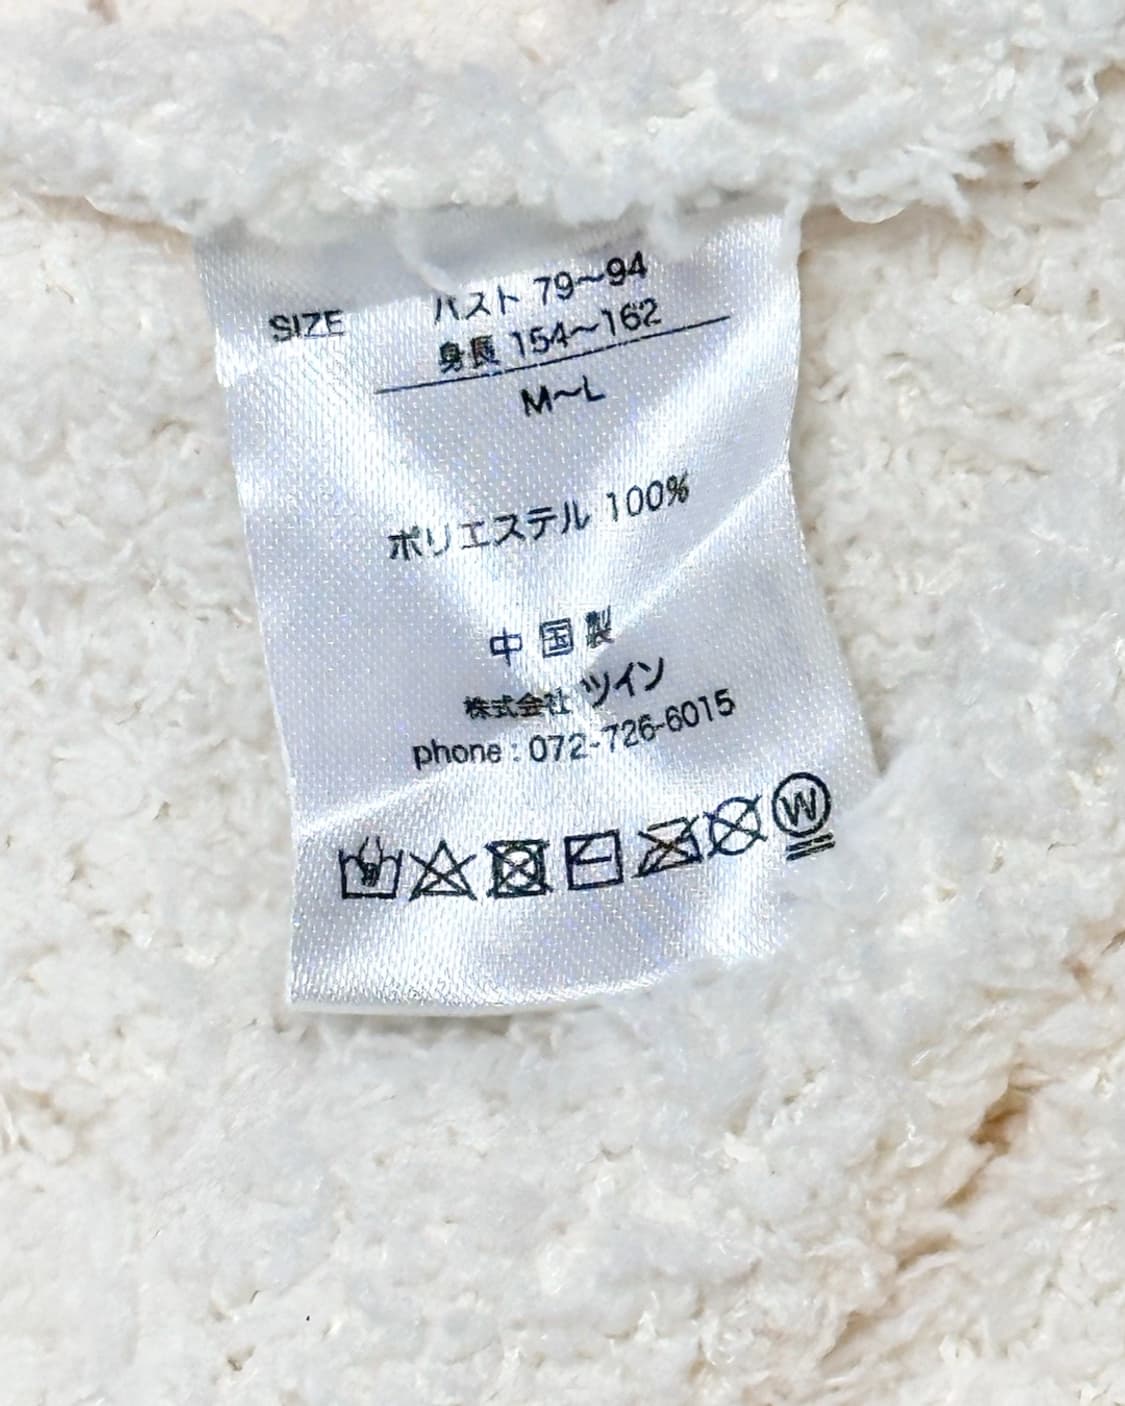 SIZE バスト 79～94
身長 154～162
M～L
ポリエステル 100%
中国製
株式会社 ツイン
phone : 072-726-6015
W